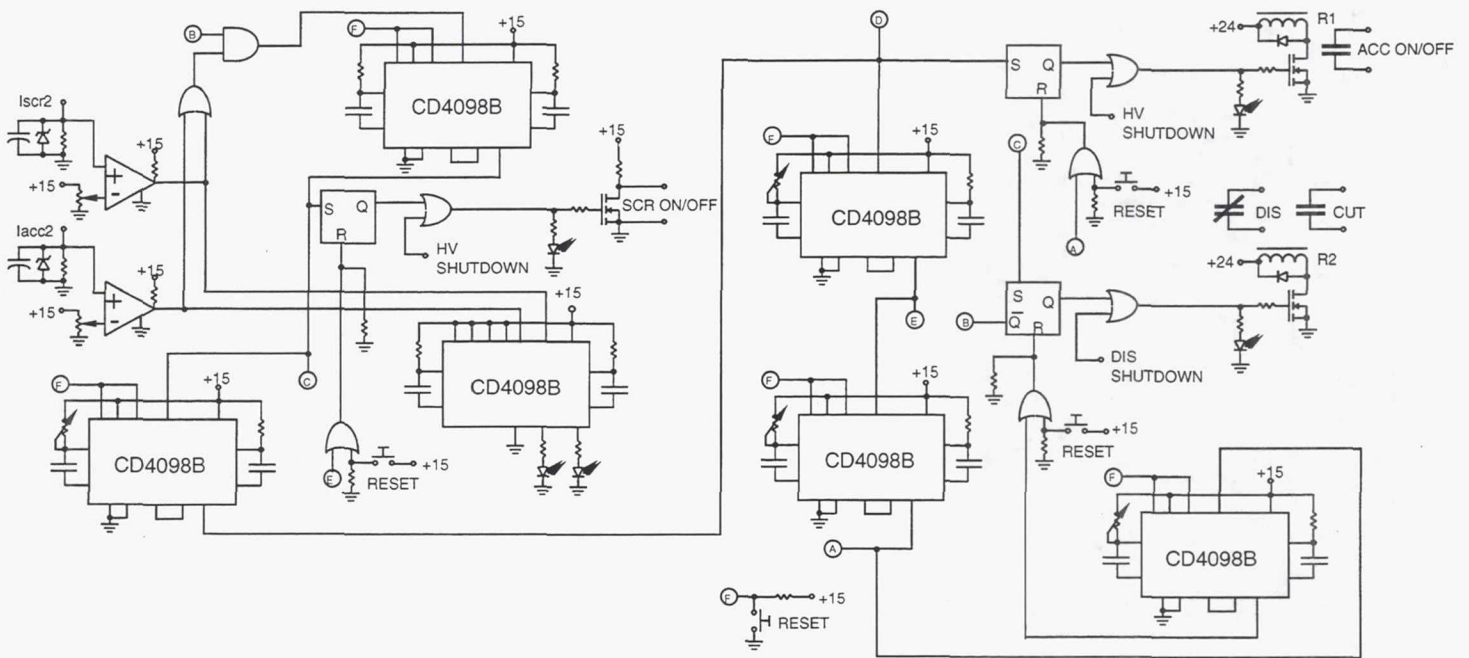 B
F
+15
+15
D
+24
R1
ACC ON/OFF
CD4098B
S
Q
R
HV
SHUTDOWN
Iscr2
+15
+
-
+15
+15
SCR ON/OFF
E
+15
CD4098B
C
+15
RESET
A
DIS
CUT
S
Q
R
HV
SHUTDOWN
Iacc2
+15
+
-
+15
+15
CD4098B
C
E
+24
R2
B
S
Q
Q
R
DIS
SHUTDOWN
F
+15
CD4098B
E
+15
RESET
F
+15
CD4098B
A
+15
RESET
F
+15
CD4098B
F
+15
RESET